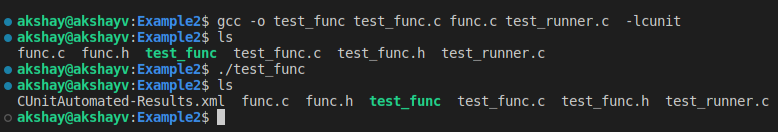 akshay@akshayv:Example2$ gcc -o test_func test_func.c func.c test_runner.c  -lcunit
akshay@akshayv:Example2$ ls
func.c  func.h  test_func  test_func.c  test_func.h  test_runner.c
akshay@akshayv:Example2$ ./test_func
akshay@akshayv:Example2$ ls
CUnitAutomated-Results.xml  func.c  func.h  test_func  test_func.c  test_func.h  test_runner.c
akshay@akshayv:Example2$